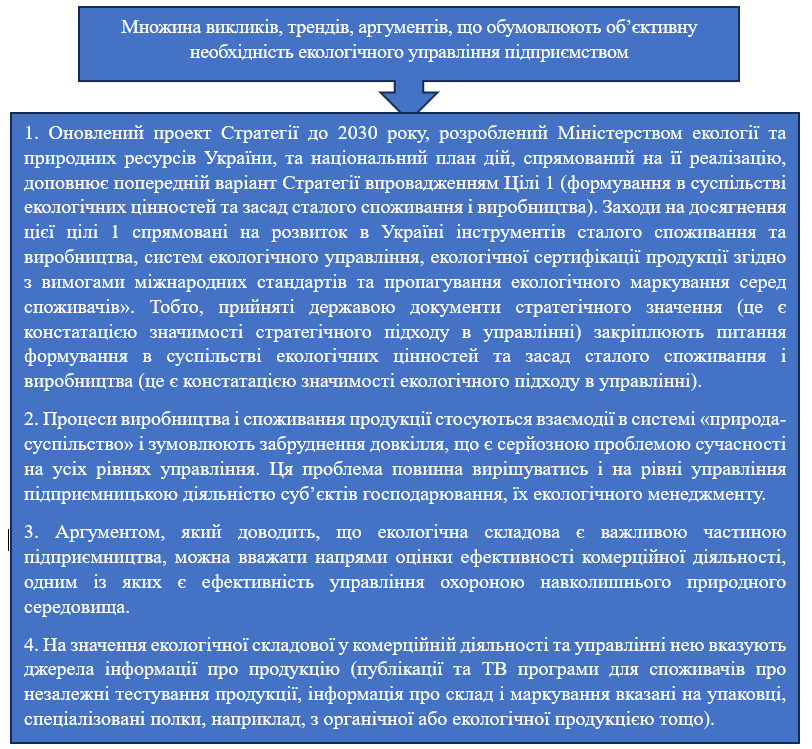 Множина викликів, трендів, аргументів, що обумовлюють об’єктивну
необхідність екологічного управління підприємством
1. Оновлений проект Стратегії до 2030 року, розроблений Міністерством екології та
природних ресурсів України, та національний план дій, спрямований на її реалізацію,
доповнює попередній варіант Стратегії впровадженням Цілі 1 (формування в суспільстві
екологічних цінностей та засад сталого споживання і виробництва). Заходи на досягнення
цієї цілі 1 спрямовані на розвиток в Україні інструментів сталого споживання та
виробництва, систем екологічного управління, екологічної сертифікації продукції згідно
з вимогами міжнародних стандартів та пропагування екологічного маркування серед
споживачів». Тобто, прийняті державою документи стратегічного значення (це є
констатацією значимості стратегічного підходу в управлінні) закріплюють питання
формування в суспільстві екологічних цінностей та засад сталого споживання і
виробництва (це є констатацією значимості екологічного підходу в управлінні).
2. Процеси виробництва і споживання продукції стосуються взаємодії в системі «природа-
суспільство» і зумовлюють забруднення довкілля, що є серйозною проблемою сучасності
на усіх рівнях управління. Ця проблема повинна вирішуватись і на рівні управління
підприємницькою діяльністю суб’єктів господарювання, їх екологічного менеджменту.
3. Аргументом, який доводить, що екологічна складова є важливою частиною
підприємництва, можна вважати напрями оцінки ефективності комерційної діяльності,
одним із яких є ефективність управління охороною навколишнього природного
середовища.
4. На значення екологічної складової у комерційній діяльності та управлінні нею вказують
джерела інформації про продукцію (публікації та ТВ програми для споживачів про
незалежні тестування продукції, інформація про склад і маркування вказані на упаковці,
спеціалізовані полки, наприклад, з органічної або екологічної продукцією тощо).